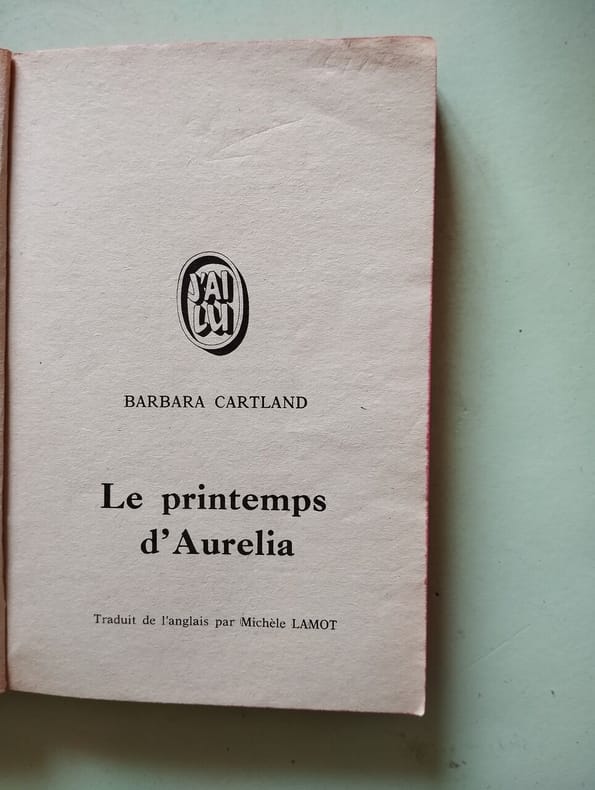 J'AI
LU
BARBARA CARTLAND
Le printemps
d'Aurelia
Traduit de l'anglais par Michèle LAMOT